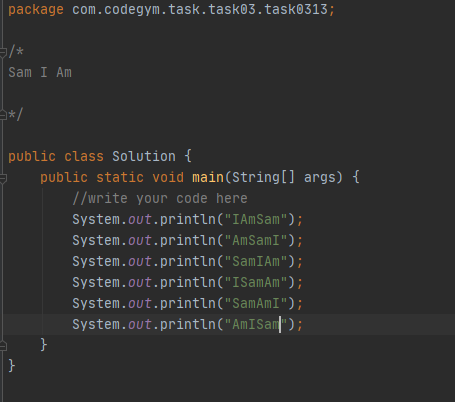 package com.codegym.task.task03.task0313;
/*
Sam I Am
*/
public class Solution {
public static void main(String[] args) {
//write your code here
System.out.println("IAmSam");
System.out.println("AmSamI");
System.out.println("SamIAm");
System.out.println("ISamAm");
System.out.println("SamAmI");
System.out.println("AmISam");
}
}